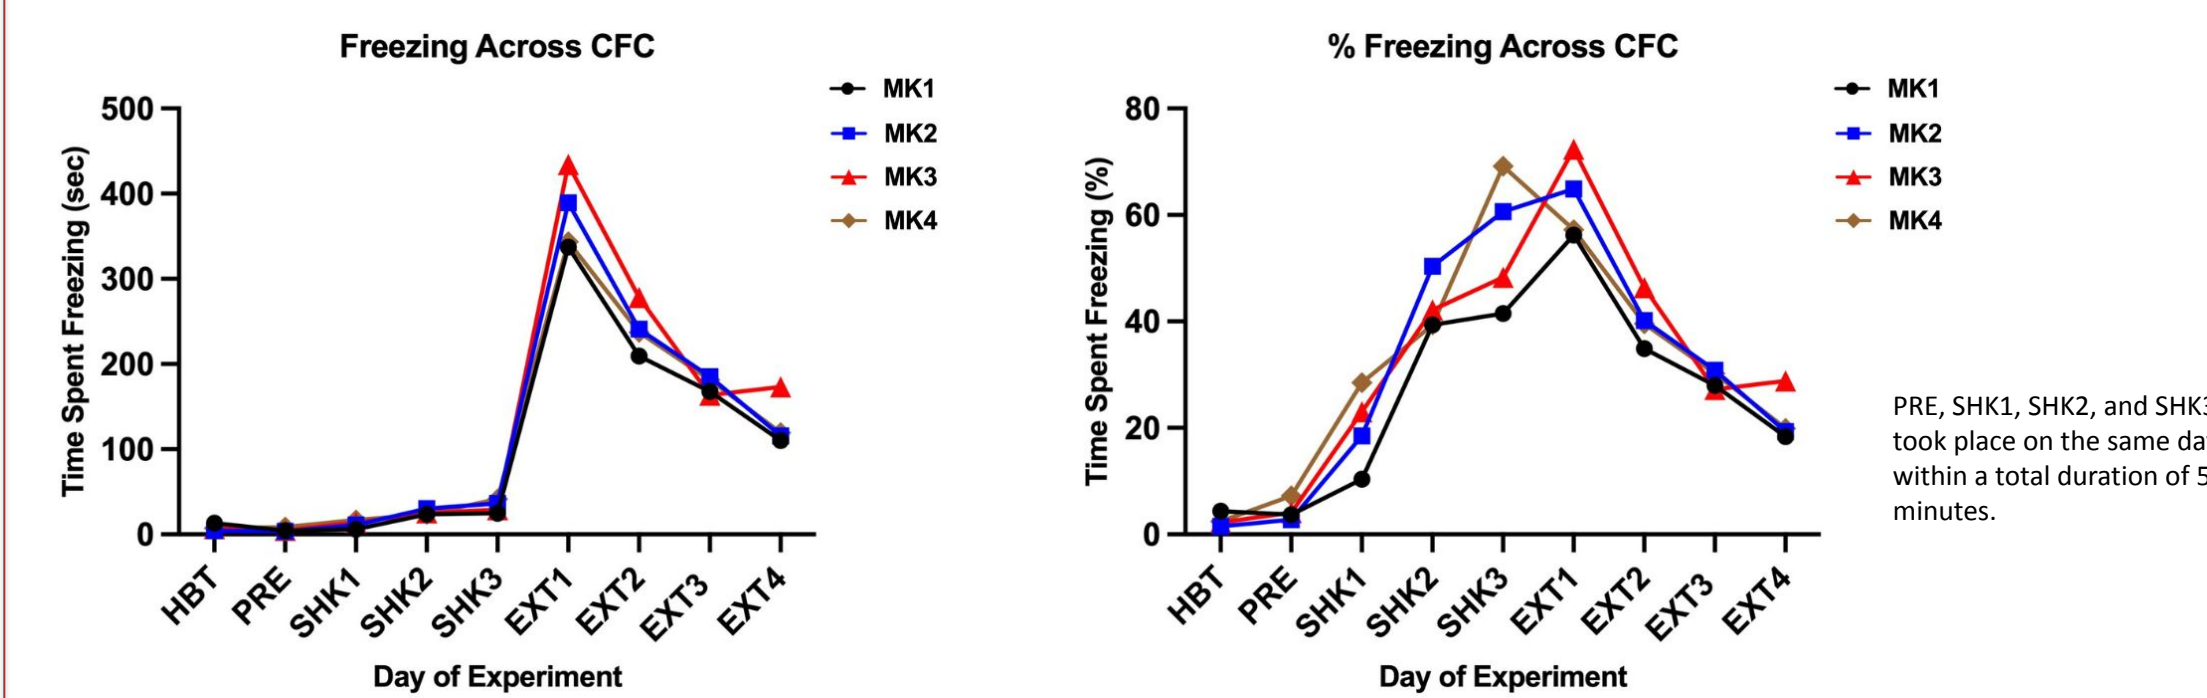 Freezing Across CFC
500
400
300
200
100
0
Time Spent Freezing (sec)
HBT
PRE
SHK1
SHK2
SHK3
EXT1
EXT2
EXT3
EXT4
Day of Experiment
MK1
MK2
MK3
MK4
% Freezing Across CFC
80
60
40
20
0
Time Spent Freezing (%)
HBT
PRE
SHK1
SHK2
SHK3
EXT1
EXT2
EXT3
EXT4
Day of Experiment
MK1
MK2
MK3
MK4
PRE, SHK1, SHK2, and SHK3
took place on the same da
within a total duration of 5
minutes.